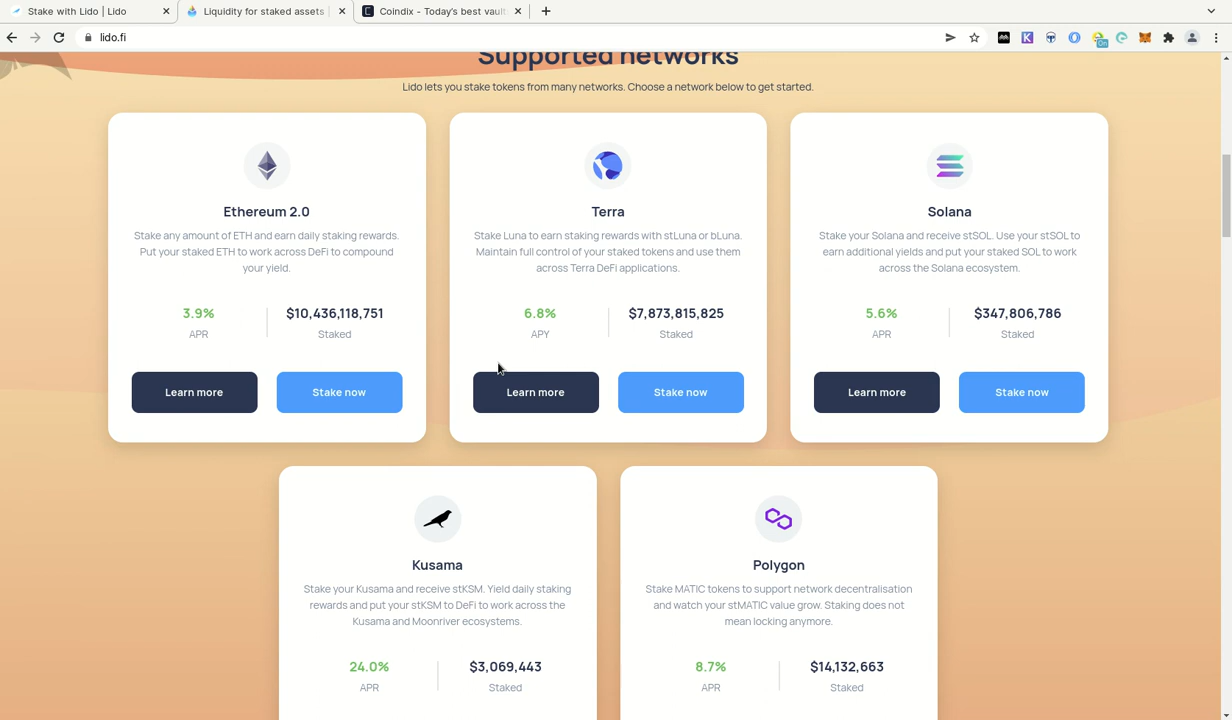 Stake with Lido | Lido
Liquidity for staked assets
Coindix - Today's best vault
lido.fi
On
Supported networks
Lido lets you stake tokens from many networks. Choose a network below to get started.
Ethereum 2.0
Stake any amount of ETH and earn daily staking rewards.
Put your staked ETH to work across DeFi to compound
your yield.
3.9%
$10,436,118,751
APR
Staked
Learn more
Stake now
Terra
Stake Luna to earn staking rewards with stLuna or bLuna.
Maintain full control of your staked tokens and use them
across Terra DeFi applications.
6.8%
$7,873,815,825
APY
Staked
Learn more
Stake now
Solana
Stake your Solana and receive stSOL. Use your stSOL to
earn additional yields and put your staked SOL to work
across the Solana ecosystem.
5.6%
$347,806,786
APR
Staked
Learn more
Stake now
Kusama
Stake your Kusama and receive stKSM. Yield daily staking
rewards and put your stKSM to DeFi to work across the
Kusama and Moonriver ecosystems.
24.0%
$3,069,443
APR
Staked
Polygon
Stake MATIC tokens to support network decentralisation
and watch your stMATIC value grow. Staking does not
mean locking anymore.
8.7%
$14,132,663
APR
Staked